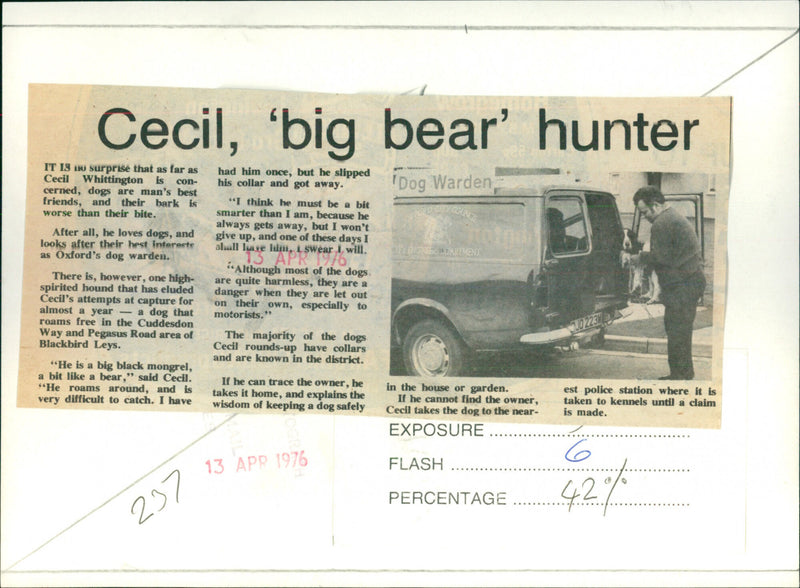 Cecil, 'big bear' hunter
IT IS no surprise that as far as
Cecil Whittington is con-
cerned, dogs are man's best
friends, and their bark is
worse than their bite.
After all, he loves dogs, and
looks after their best interests
as Oxford's dog warden.
There is, however, one high-
spirited hound that has eluded
Cecil's attempts at capture for
almost a year — a dog that
roams free in the Cuddesdon
Way and Pegasus Road area of
Blackbird Leys.
"He is a big black mongrel,
a bit like a bear," said Cecil.
"He roams around, and is
very difficult to catch. I have
had him once, but he slipped
his collar and got away.
"I think he must be a bit
smarter than I am, because he
always gets away, but I won't
give up, and one of these days I
shall have him, I swear I will.
13 APR 1976
"Although most of the dogs
are quite harmless, they are a
danger when they are let out
on their own, especially to
motorists."
The majority of the dogs
Cecil rounds-up have collars
and are known in the district.
If he can trace the owner, he
takes it home, and explains the
wisdom of keeping a dog safely
Dog Warden
DEPARTMENT
in the house or garden.
If he cannot find the owner,
Cecil takes the dog to the near-
est police station where it is
taken to kennels until a claim
is made.
EXPOSURE
FLASH 6
PERCENTAGE 42%
13 APR 1976
237